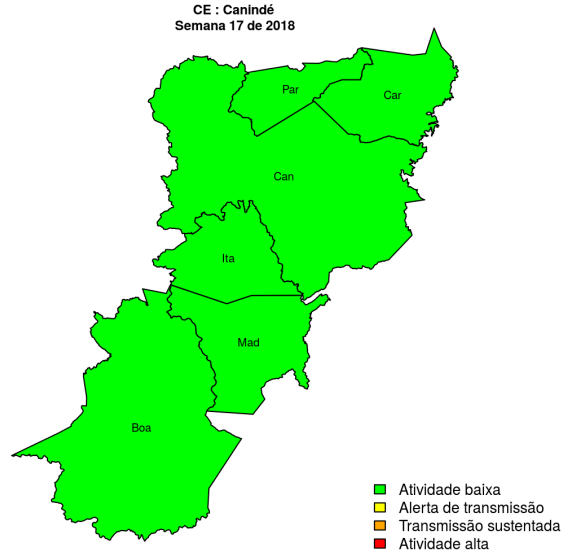 CE : Canindé
Semana 17 de 2018
Par
Car
Can
Ita
Mad
Boa
Atividade baixa
Alerta de transmissão
Transmissão sustentada
Atividade alta